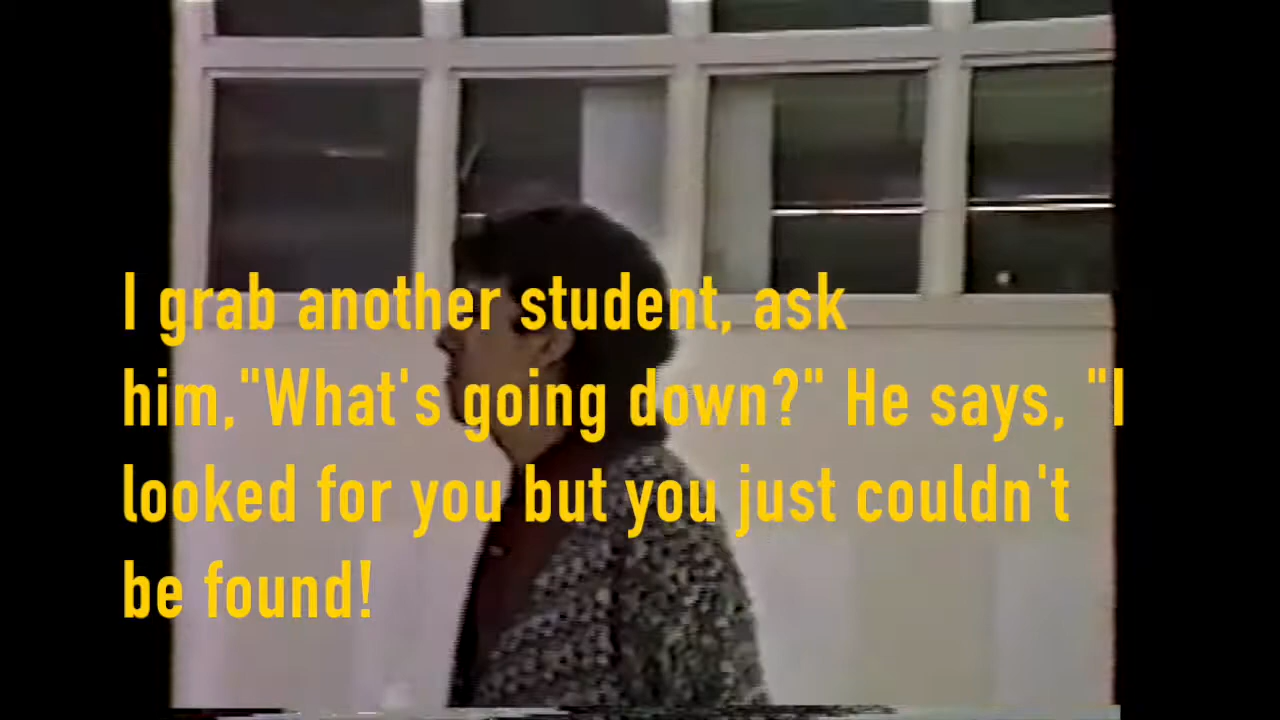 I grab another student, ask
him,"What's going down?" He says, "I
looked for you but you just couldn't
be found!